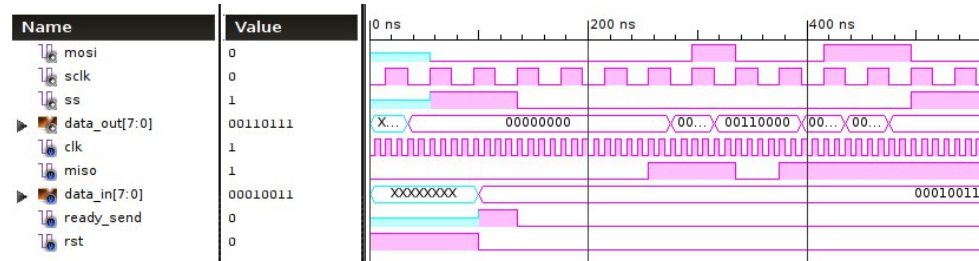 Name Value 0 ns 200 ns 400 ns
mosi 0
sclk 0
ss 1
data_out[7:0] 00110111 X... 00000000 00... 00110000 00... 00...
clk 1
miso 1
data_in[7:0] 00010011 XXXXXXXX 00010011
ready_send 0
rst 0